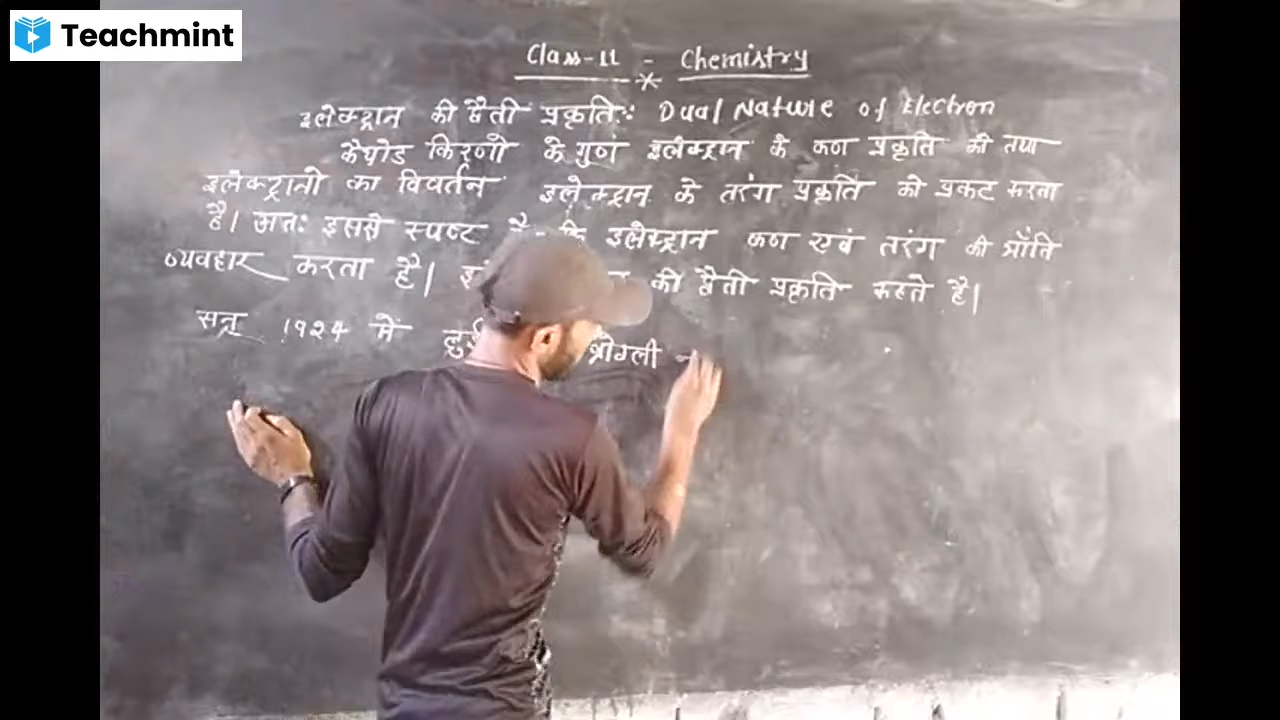 Teachmint
Class-11 - Chemistry
इलेक्ट्रान की द्वैती प्रकृति:: Dual Nature of Electron
कैथोड किरणो के गुण इलेक्ट्रान के कण प्रकृति की तथा
इलेक्ट्रानो का विवर्तन इलेक्ट्रान के तरंग प्रकृति को प्रकट करता
है। अतः इससे स्पष्ट है कि इलेक्ट्रान कण एवं तरंग की भाँति
व्यवहार करता है। की द्वैती प्रकृति कहते है।
सन् 1924 में ब्रोग्ली